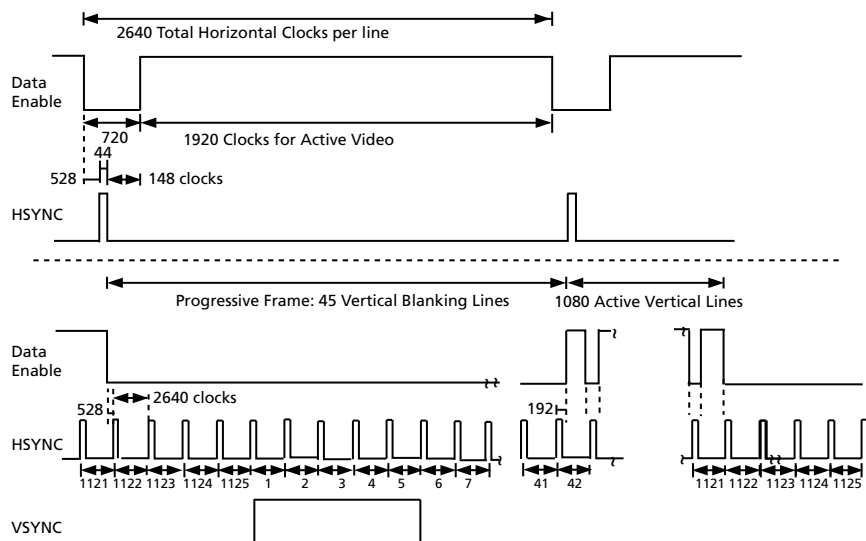 2640 Total Horizontal Clocks per line
Data
Enable
720
1920 Clocks for Active Video
44
528
148 clocks
HSYNC
Progressive Frame: 45 Vertical Blanking Lines
1080 Active Vertical Lines
Data
Enable
2640 clocks
528
192
HSYNC
1121 1122 1123 1124 1125 1 2 3 4 5 6 7 41 42 1121 1122 1123 1124 1125
VSYNC